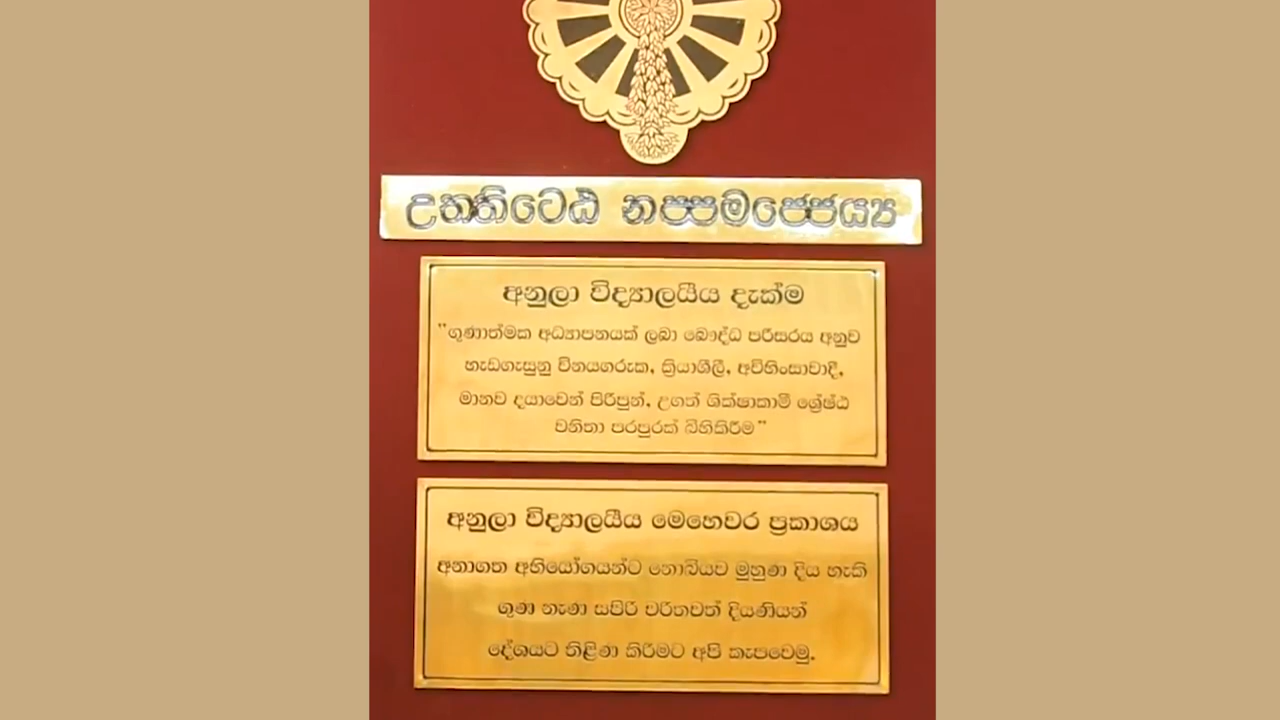 උත්තිට්ඨෙ නප්පමජ්ජෙය්‍ය
අනුලා විද්‍යාලයීය දැක්ම
"ගුණාත්මක අධ්‍යාපනයක් ලබා බෞද්ධ පරිසරය අනුව
හැඩගැසුනු විනයගරුක, ක්‍රියාශීලී, අවිහිංසාවාදී,
මානව දයාවෙන් පිරිපුන්, උගත් ශික්ෂාකාමී ශ්‍රේෂ්ඨ
වනිතා පරපුරක් බිහිකිරීම"
අනුලා විද්‍යාලයීය මෙහෙවර ප්‍රකාශය
අනාගත අභියෝගයන්ට නොබියව මුහුණ දිය හැකි
ගුණ නැණ සපිරි චරිතවත් දියණියන්
දේශයට තිළිණ කිරීමට අපි කැපවෙමු.